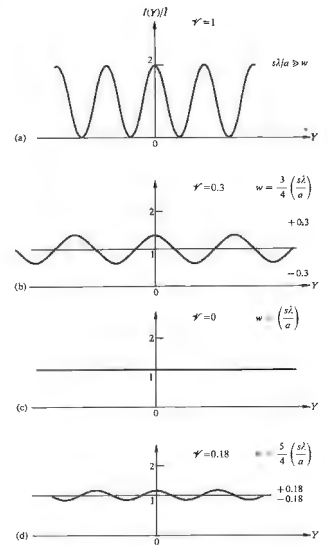 I(Y)/Ī
𝒱 = 1
2
sλ/a ≫ w
(a)
0
Y
𝒱 = 0.3
w = 3/4 (sλ/a)
2
+0.3
1
−0.3
(b)
0
Y
𝒱 = 0
w = (sλ/a)
2
1
(c)
0
Y
𝒱 = 0.18
5/4 (sλ/a)
2
+0.18
1
−0.18
(d)
0
Y